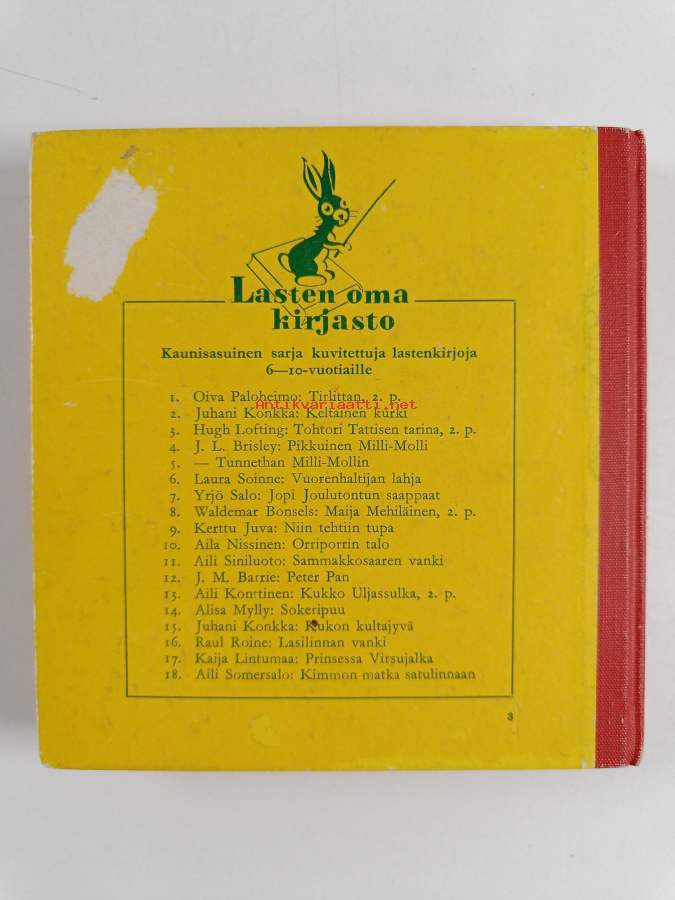 Lasten oma
kirjasto
Kaunisasuinen sarja kuvitettuja lastenkirjoja
6—10-vuotiaille
1. Oiva Paloheimo: Tirlittan, 2. p.
Antikvariaatti.net
2. Juhani Konkka: Keltainen kurki
3. Hugh Lofting: Tohtori Tattisen tarina, 2. p.
4. J. L. Brisley: Pikkuinen Milli-Molli
5. — Tunnethan Milli-Mollin
6. Laura Soinne: Vuorenhaltijan lahja
7. Yrjö Salo: Jopi Joulutontun saappaat
8. Waldemar Bonsels: Maija Mehiläinen, 2. p.
9. Kerttu Juva: Niin tehtiin tupa
10. Aila Nissinen: Orriporrin talo
11. Aili Siniluoto: Sammakkosaaren vanki
12. J. M. Barrie: Peter Pan
13. Aili Konttinen: Kukko Uljassulka, 2. p.
14. Alisa Mylly: Sokeripuu
15. Juhani Konkka: Kukon kultajyvä
16. Raul Roine: Lasilinnan vanki
17. Kaija Lintumaa: Prinsessa Virsujalka
18. Aili Somersalo: Kimmon matka satulinnaan
3